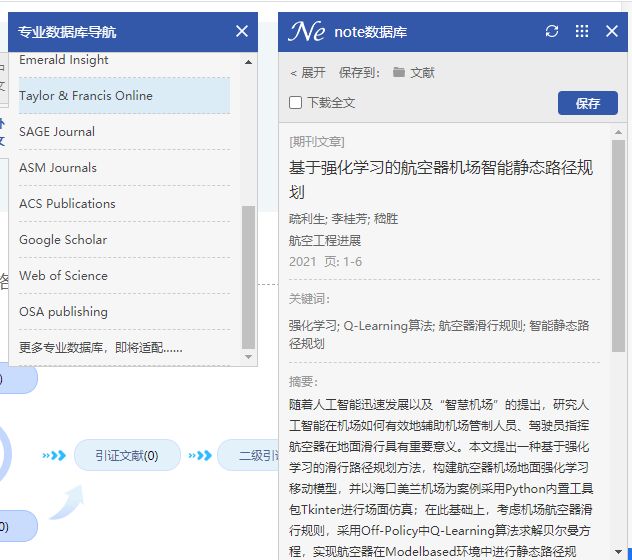 专业数据库导航
Emerald Insight
Taylor & Francis Online
SAGE Journal
ASM Journals
ACS Publications
Google Scholar
Web of Science
OSA publishing
更多专业数据库，即将适配......
引证文献(0)
二级引证
Ne note数据库
< 展开 保存到： 文献
下载全文
保存
[期刊文章]
基于强化学习的航空器机场智能静态路径规
划
疏利生; 李桂芳; 嵇胜
航空工程进展
2021 页: 1-6
关键词：
强化学习; Q-Learning算法; 航空器滑行规则; 智能静态路
径规划
摘要：
随着人工智能迅速发展以及“智慧机场”的提出，研究人
工智能在机场如何有效地辅助机场管制人员、驾驶员指挥
航空器在地面滑行具有重要意义。本文提出一种基于强化
学习的滑行路径规划方法，构建航空器机场地面强化学习
移动模型，并以海口美兰机场为案例采用Python内置工具
包Tkinter进行场面仿真；在此基础上，考虑机场航空器滑
行规则，采用Off-Policy中Q-Learning算法求解贝尔曼方
程，实现航空器在Modelbased环境中进行静态路径规